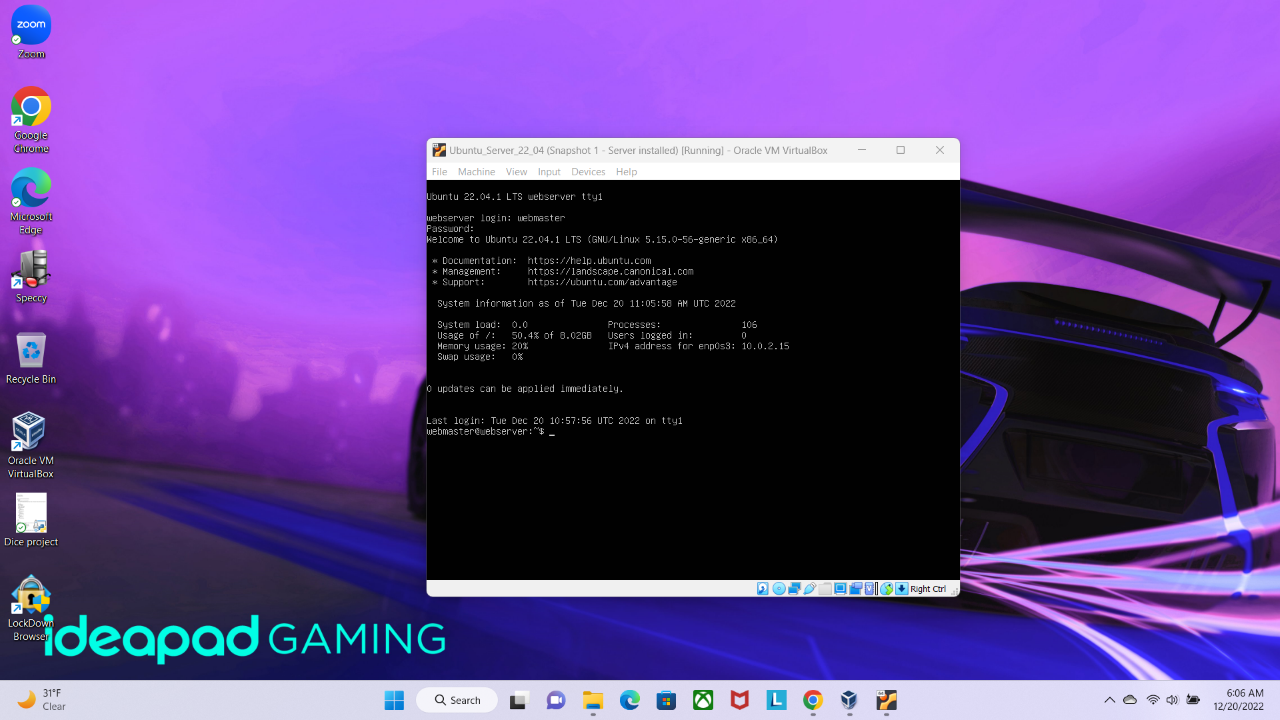 zoom
Zoom
Google
Chrome
Microsoft
Edge
Speccy
Recycle Bin
Oracle VM
VirtualBox
Dice project
LockDown
Browser
ideapad GAMING
Ubuntu_Server_22_04 (Snapshot 1 - Server installed) [Running] - Oracle VM VirtualBox
File Machine View Input Devices Help
Ubuntu 22.04.1 LTS webserver tty1
webserver login: webmaster
Password:
Welcome to Ubuntu 22.04.1 LTS (GNU/Linux 5.15.0-56-generic x86_64)
* Documentation: https://help.ubuntu.com
* Management: https://landscape.canonical.com
* Support: https://ubuntu.com/advantage
System information as of Tue Dec 20 11:05:58 AM UTC 2022
System load: 0.0 Processes: 106
Usage of /: 50.4% of 8.02GB Users logged in: 0
Memory usage: 20% IPv4 address for enp0s3: 10.0.2.15
Swap usage: 0%
0 updates can be applied immediately.
Last login: Tue Dec 20 10:57:56 UTC 2022 on tty1
webmaster@webserver:~$ _
Right Ctrl
31°F
Clear
Search
L
6:06 AM
12/20/2022